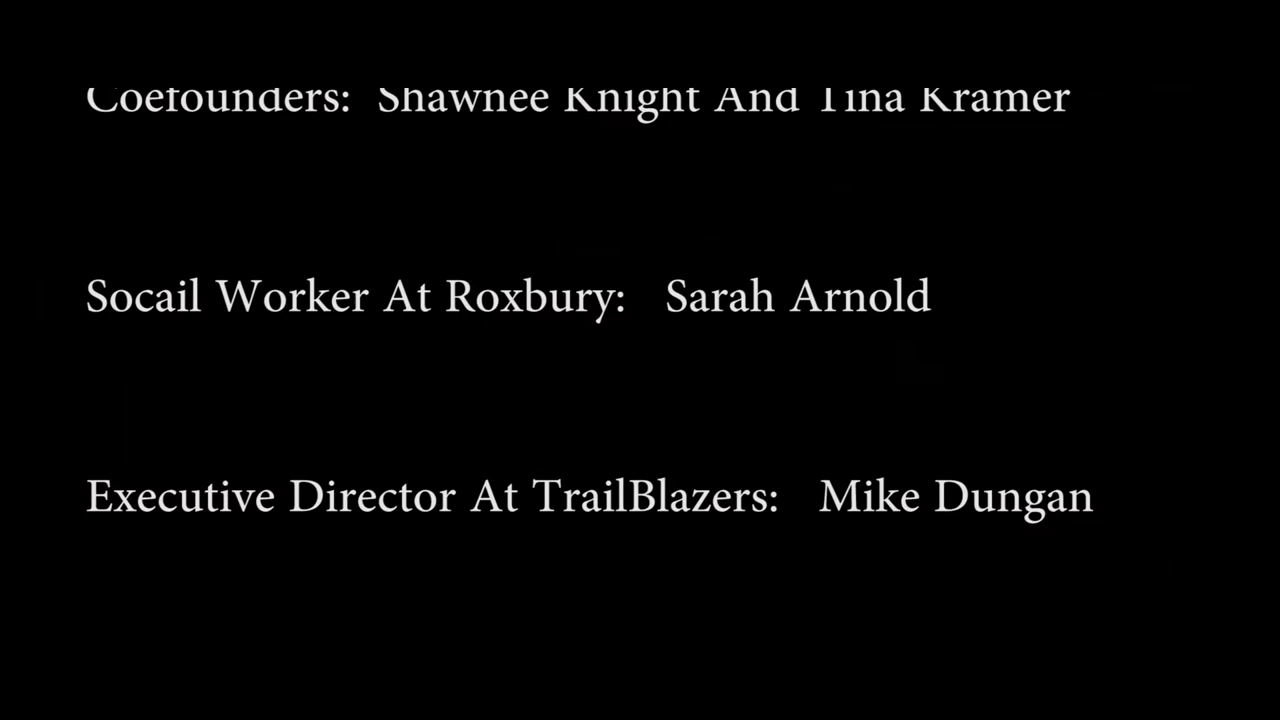 Coefounders: Shawnee Knight And Tina Kramer
Socail Worker At Roxbury: Sarah Arnold
Executive Director At TrailBlazers: Mike Dungan